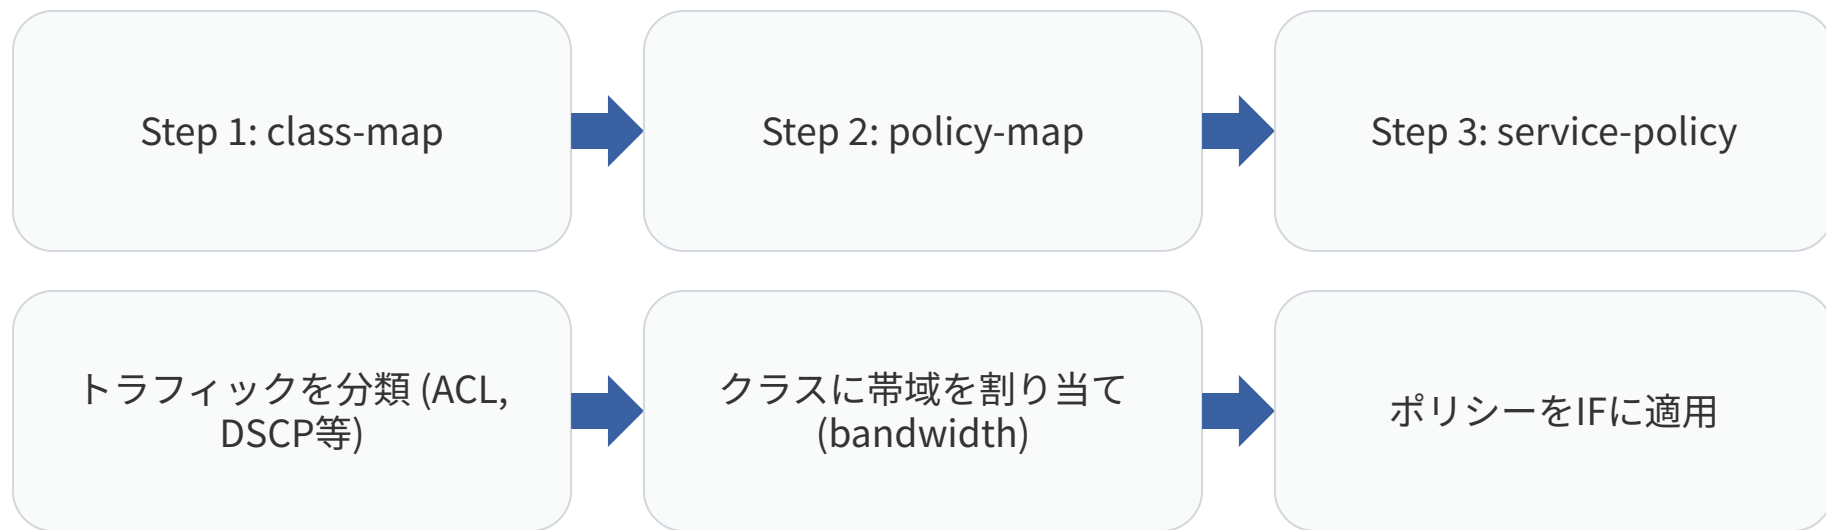 Step 1: class-map
Step 2: policy-map
Step 3: service-policy
トラフィックを分類 (ACL,
DSCP等)
クラスに帯域を割り当て
(bandwidth)
ポリシーをIFに適用